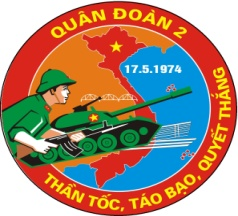 QUÂN ĐOÀN 2
17.5.1974
THẦN TỐC, TÁO BẠO, QUYẾT THẮNG